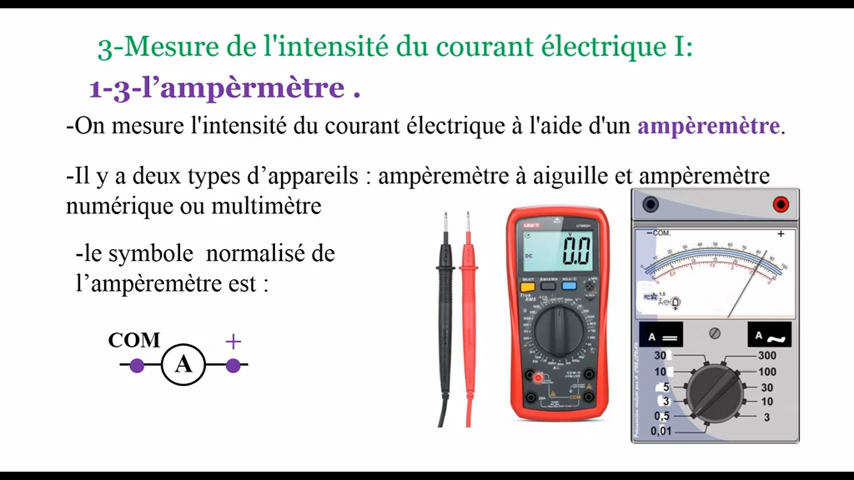 3-Mesure de l'intensité du courant électrique I:
1-3-l’ampèrmètre .
-On mesure l'intensité du courant électrique à l'aide d'un ampèremètre.
-Il y a deux types d’appareils : ampèremètre à aiguille et ampèremètre
numérique ou multimètre
-le symbole normalisé de
l’ampèremètre est :
COM +
A
UNI-T
DC
0.0
COM
−COM. +
A A
30 300
10 100
5 30
3 10
0,5 3
0,01